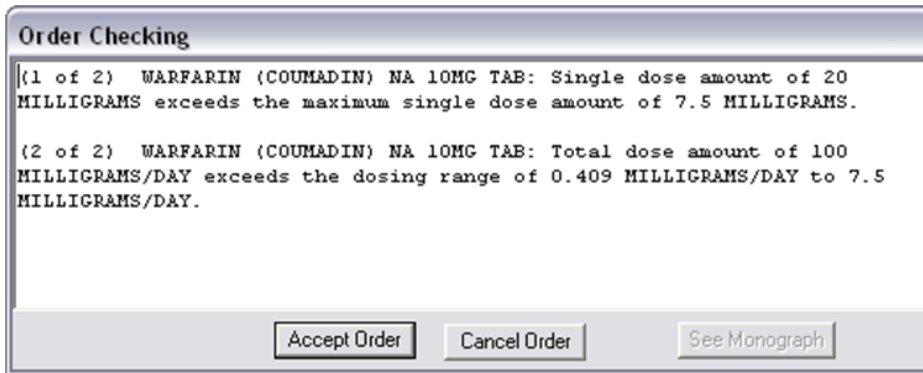 Order Checking
(1 of 2)  WARFARIN (COUMADIN) NA 10MG TAB: Single dose amount of 20
MILLIGRAMS exceeds the maximum single dose amount of 7.5 MILLIGRAMS.
(2 of 2)  WARFARIN (COUMADIN) NA 10MG TAB: Total dose amount of 100
MILLIGRAMS/DAY exceeds the dosing range of 0.409 MILLIGRAMS/DAY to 7.5
MILLIGRAMS/DAY.
Accept Order Cancel Order See Monograph